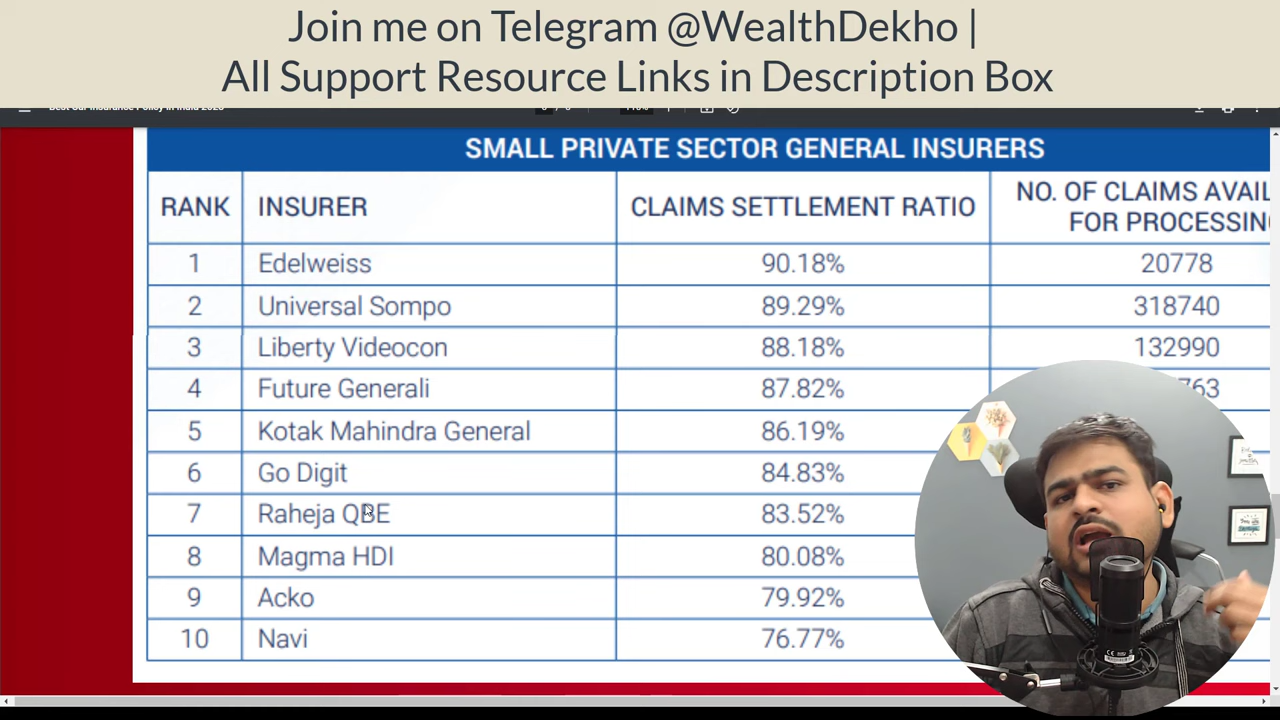 Join me on Telegram @WealthDekho |
All Support Resource Links in Description Box
SMALL PRIVATE SECTOR GENERAL INSURERS
RANK INSURER CLAIMS SETTLEMENT RATIO NO. OF CLAIMS AVAIL
FOR PROCESSING
1 Edelweiss 90.18% 20778
2 Universal Sompo 89.29% 318740
3 Liberty Videocon 88.18% 132990
4 Future Generali 87.82% 763
5 Kotak Mahindra General 86.19%
6 Go Digit 84.83%
7 Raheja QBE 83.52%
8 Magma HDI 80.08%
9 Acko 79.92%
10 Navi 76.77%